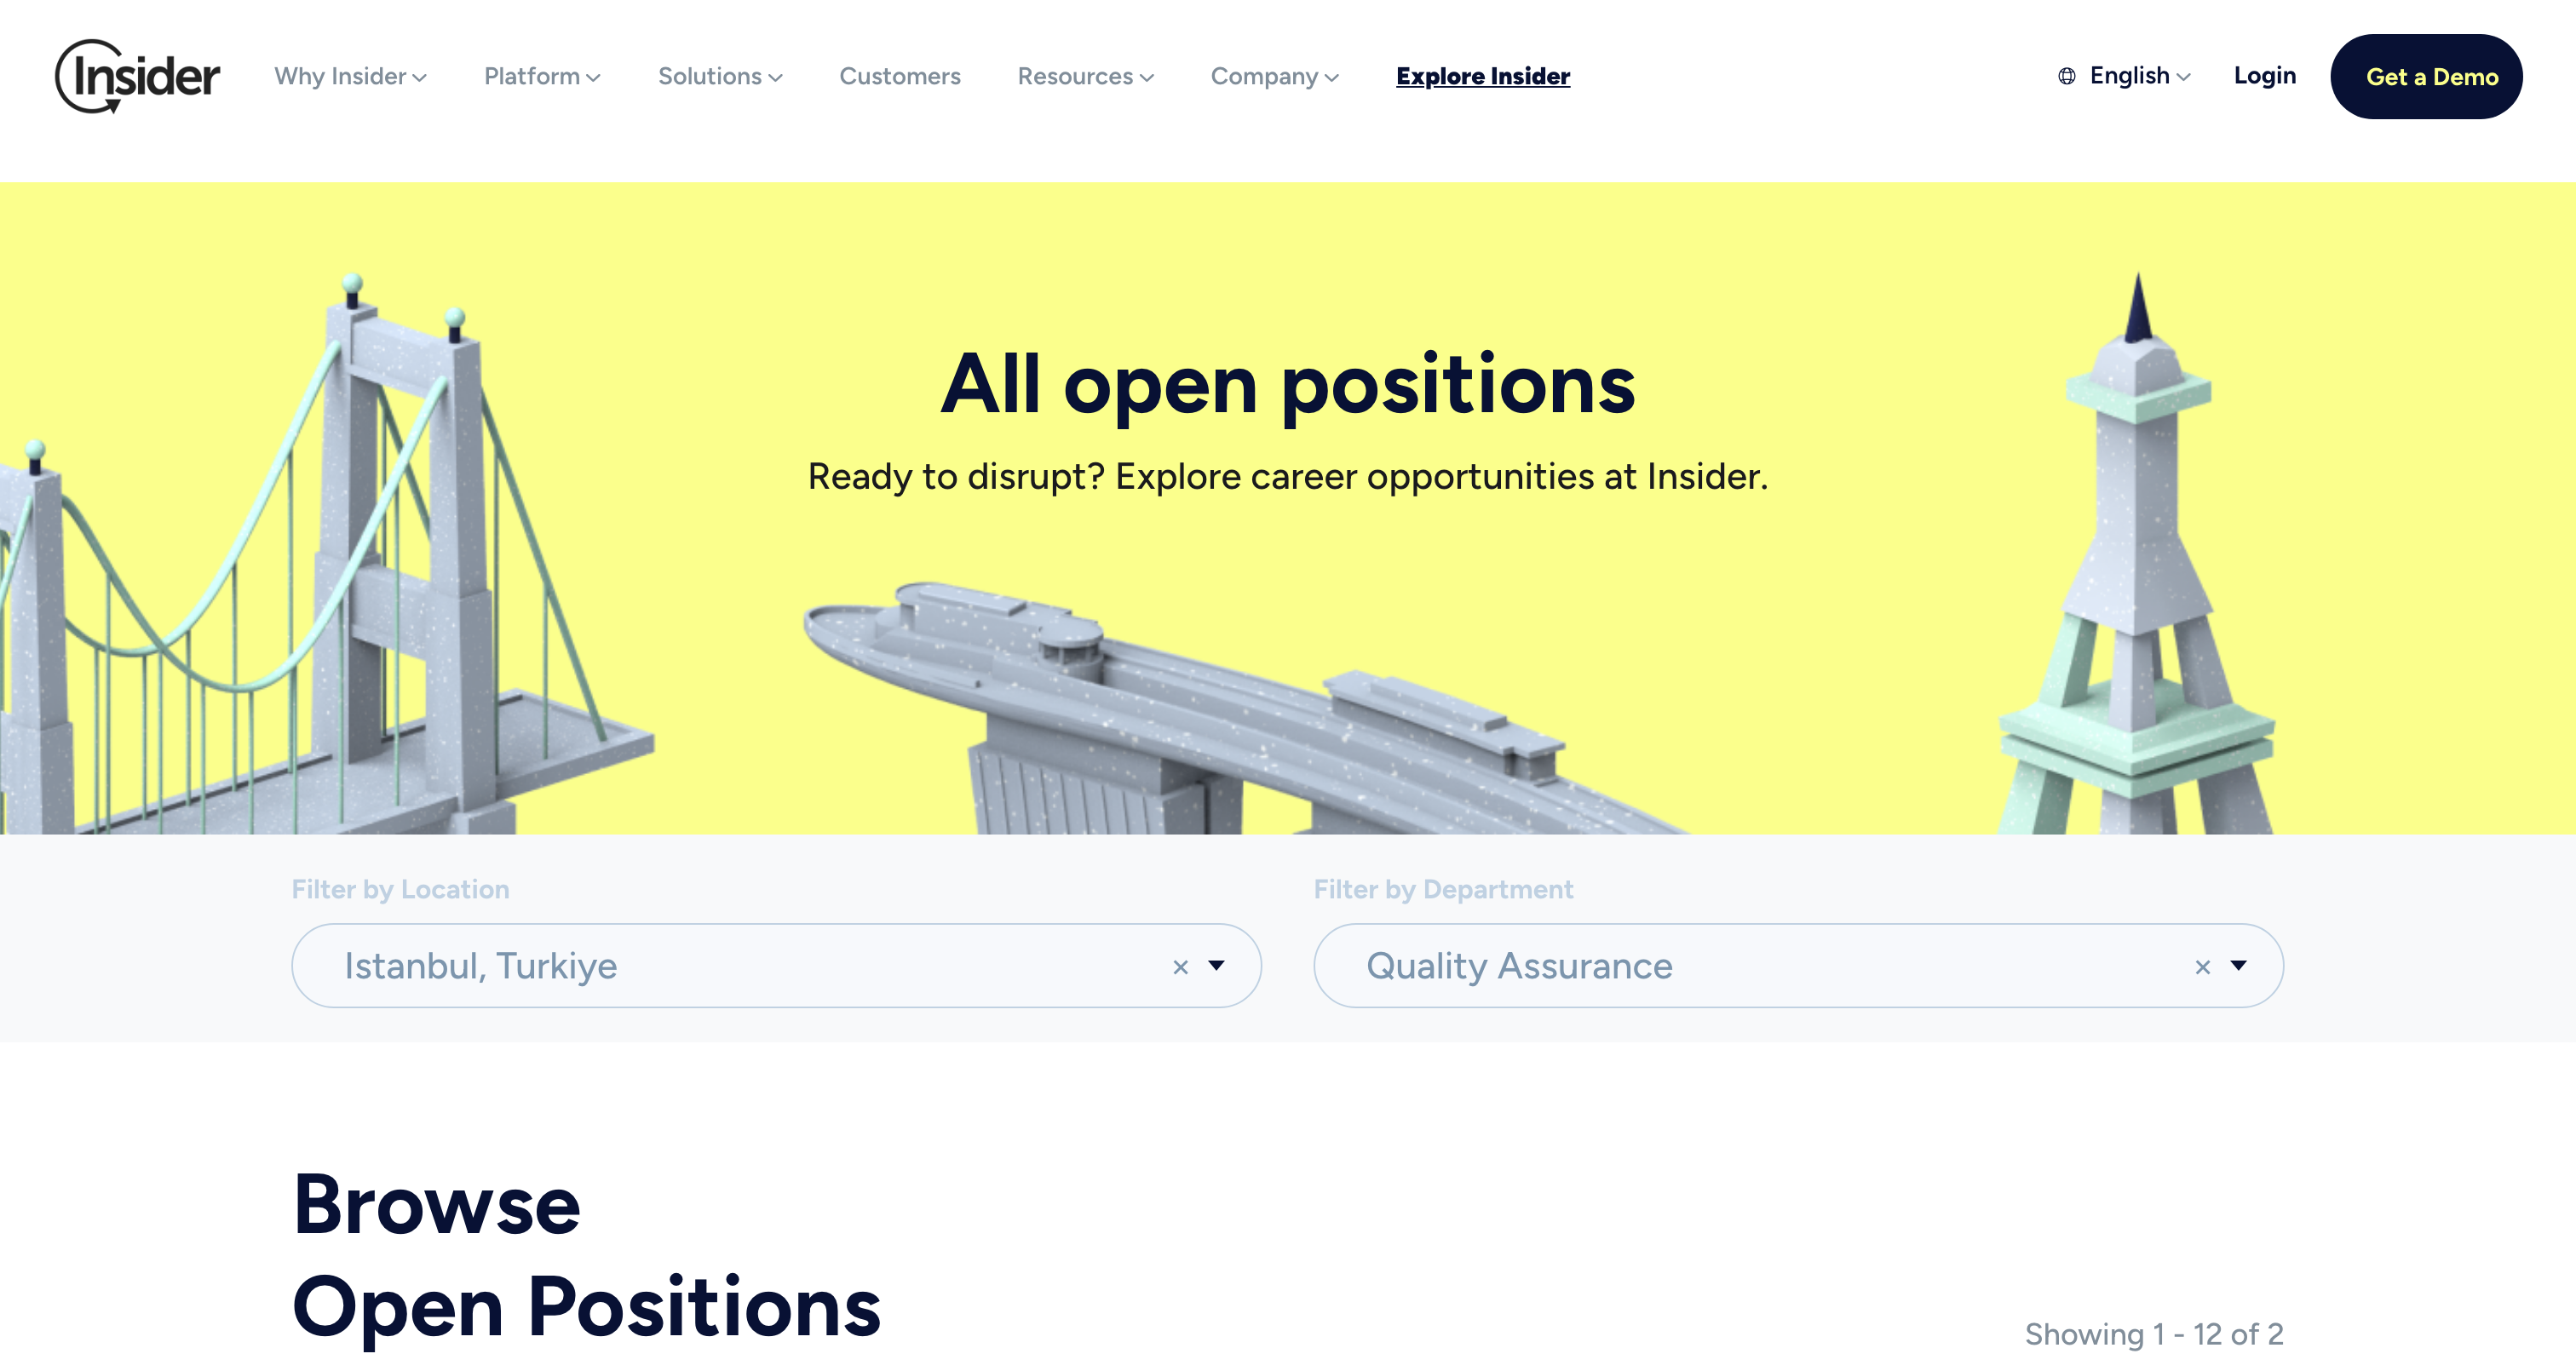 Insider
Why Insider
Platform
Solutions
Customers
Resources
Company
Explore Insider
English
Login
Get a Demo
All open positions
Ready to disrupt? Explore career opportunities at Insider.
Filter by Location
Filter by Department
Istanbul, Turkiye
Quality Assurance
Browse
Open Positions
Showing 1 - 12 of 2